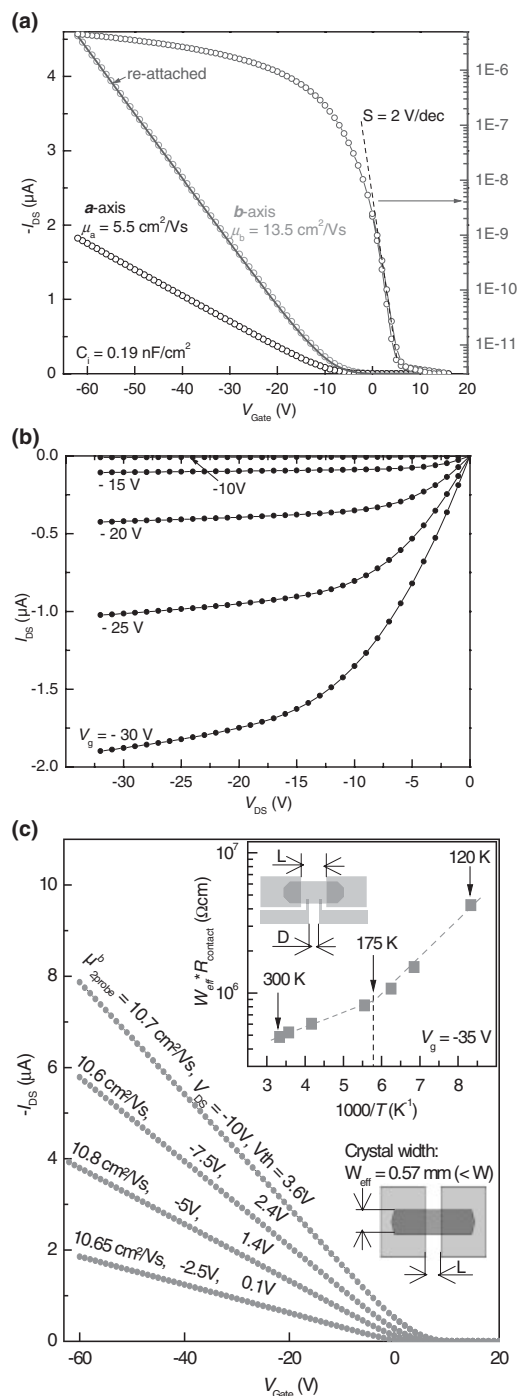 (a)
4
3
2
1
0
-I_DS (µA)
re-attached
S = 2 V/dec
a-axis
µ_a = 5.5 cm²/Vs
b-axis
µ_b = 13.5 cm²/Vs
C_i = 0.19 nF/cm²
1E-6
1E-7
1E-8
1E-9
1E-10
1E-11
-60 -50 -40 -30 -20 -10 0 10 20
V_Gate (V)
(b)
0.0
-0.5
-1.0
-1.5
-2.0
I_DS (µA)
-10V
- 15 V
- 20 V
- 25 V
V_g = - 30 V
-30 -25 -20 -15 -10 -5 0
V_DS (V)
(c)
-10
-8
-6
-4
-2
0
-I_DS (µA)
µ^b_2probe = 10.7 cm²/Vs, V_DS = -10V, Vth = 3.6V
10.6 cm²/Vs, -7.5V, 2.4V
10.8 cm²/Vs, -5V, 1.4V
10.65 cm²/Vs, -2.5V, 0.1V
-60 -40 -20 0 20
V_Gate (V)
10⁷
10⁶
W_eff*R_contact (Ωcm)
L
D
300 K
175 K
120 K
V_g = -35 V
3 4 5 6 7 8
1000/T (K⁻¹)
Crystal width:
W_eff = 0.57 mm (< W)
L